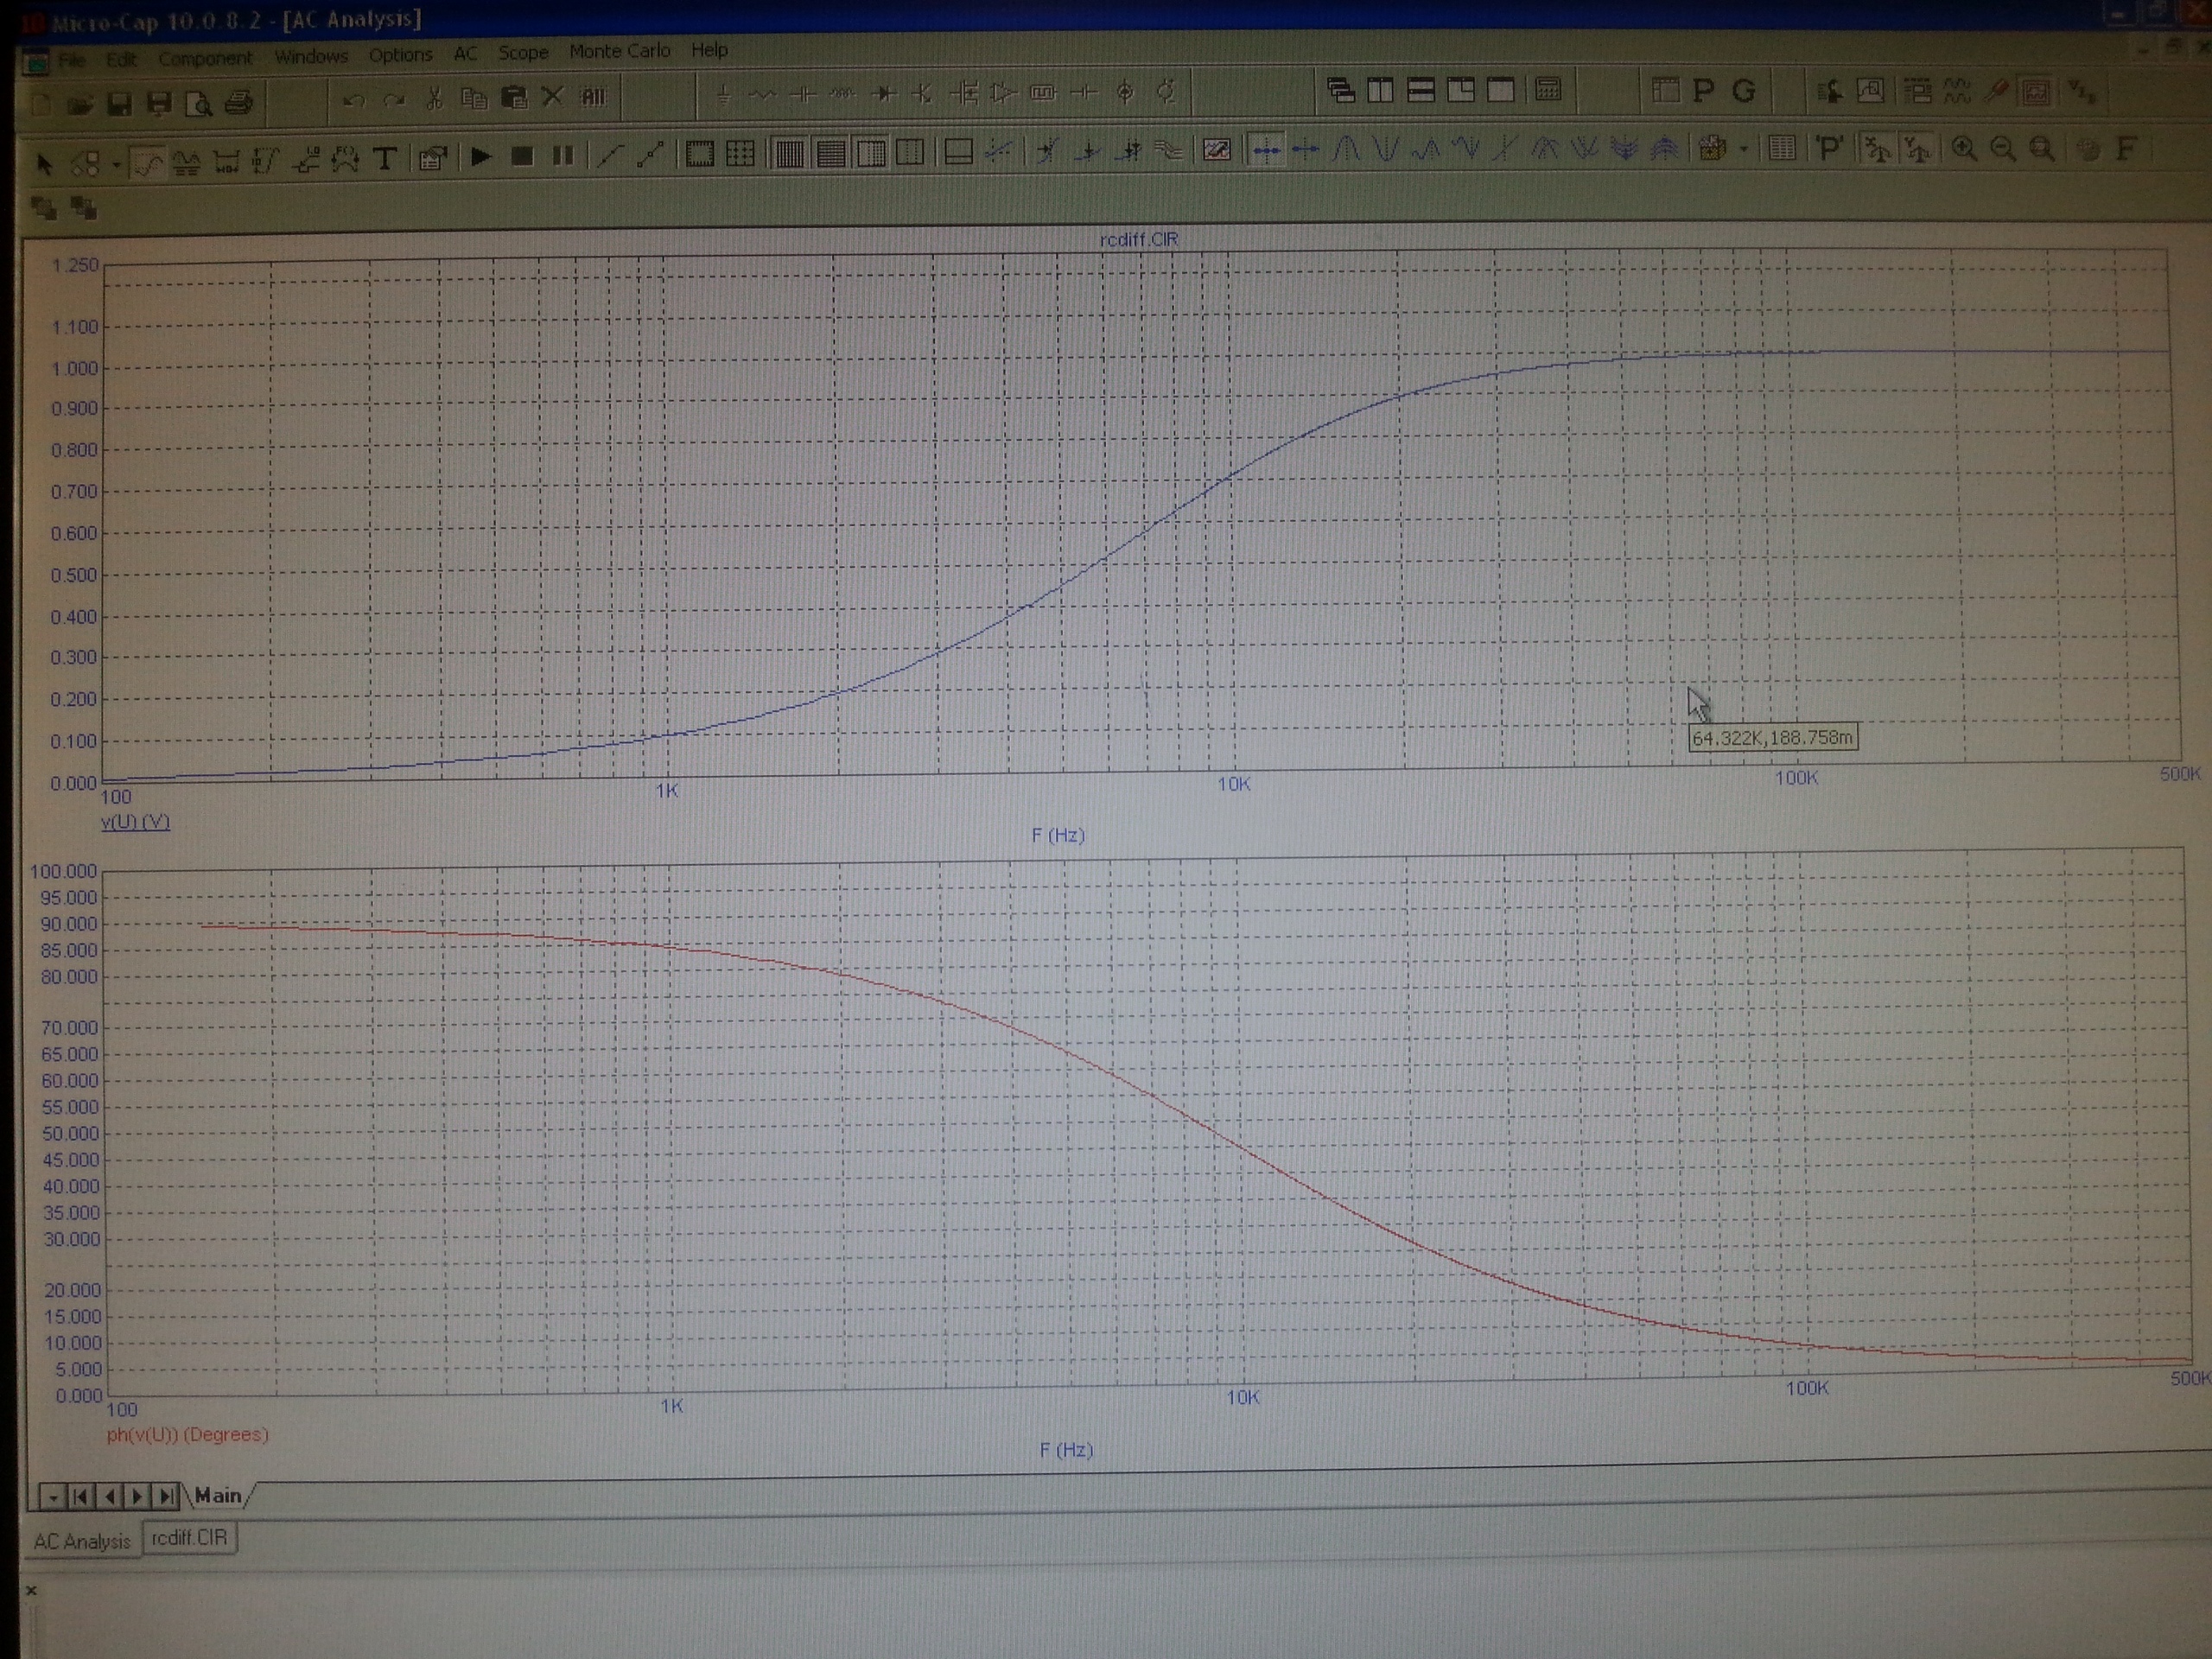 Micro-Cap 10.0.8.2 - [AC Analysis]
File Edit Component Windows Options AC Scope Monte Carlo Help
All P G
T 'P' F
rcdiff.CIR
1.250
1.100
1.000
0.900
0.800
0.700
0.600
0.500
0.400
0.300
0.200
0.100
0.000
64.322K,188.758m
100 1K 10K 100K 500K
v(U) (V)
F (Hz)
100.000
95.000
90.000
85.000
80.000
70.000
65.000
60.000
55.000
50.000
45.000
40.000
35.000
30.000
20.000
15.000
10.000
5.000
0.000
100 1K 10K 100K 500K
ph(v(U)) (Degrees)
F (Hz)
Main
AC Analysis rcdiff.CIR